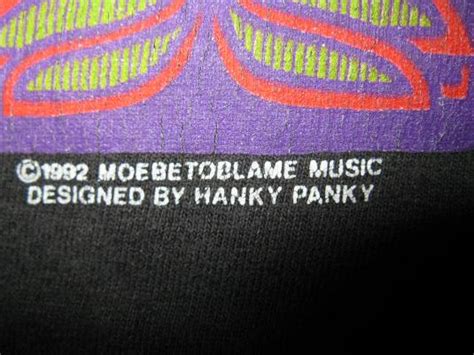 ©1992 MOEBETOBLAME MUSIC
DESIGNED BY HANKY PANKY